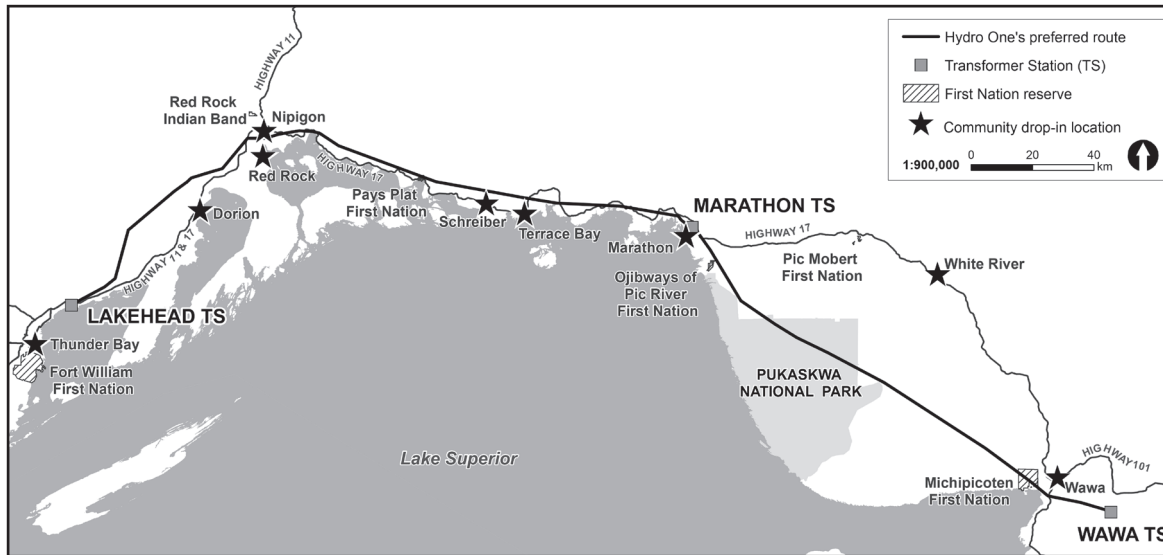 HIGHWAY 11
Red Rock
Indian Band
Nipigon
Red Rock
HIGHWAY 17
Dorion
HIGHWAY 11 & 17
Pays Plat
First Nation
Schreiber
Terrace Bay
MARATHON TS
Marathon
HIGHWAY 17
Pic Mobert
First Nation
White River
Ojibways of
Pic River
First Nation
LAKEHEAD TS
Thunder Bay
Fort William
First Nation
PUKASKWA
NATIONAL PARK
Lake Superior
Michipicoten
First Nation
HIGHWAY 101
Wawa
WAWA TS
Hydro One's preferred route
Transformer Station (TS)
First Nation reserve
Community drop-in location
1:900,000
0 20 40
km